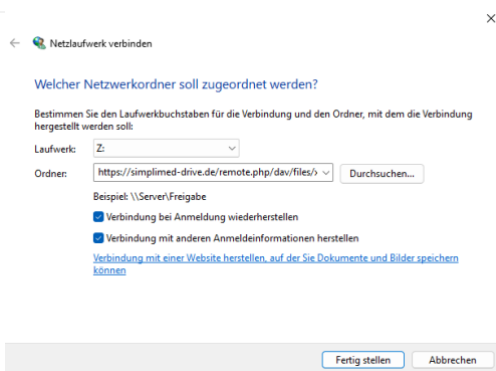 Netzlaufwerk verbinden
Welcher Netzwerkordner soll zugeordnet werden?
Bestimmen Sie den Laufwerkbuchstaben für die Verbindung und den Ordner, mit dem die Verbindung
hergestellt werden soll:
Laufwerk: Z:
Ordner: https://simplimed-drive.de/remote.php/dav/files/ Durchsuchen...
Beispiel: \\Server\Freigabe
Verbindung bei Anmeldung wiederherstellen
Verbindung mit anderen Anmeldeinformationen herstellen
Verbindung mit einer Website herstellen, auf der Sie Dokumente und Bilder speichern
können
Fertig stellen Abbrechen